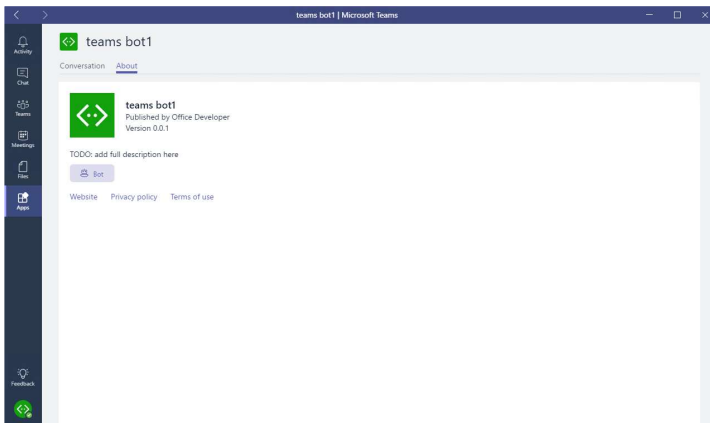 teams bot1 | Microsoft Teams
Activity
Chat
Teams
Meetings
Files
Apps
Feedback
teams bot1
Conversation About
teams bot1
Published by Office Developer
Version 0.0.1
TODO: add full description here
Bot
Website Privacy policy Terms of use